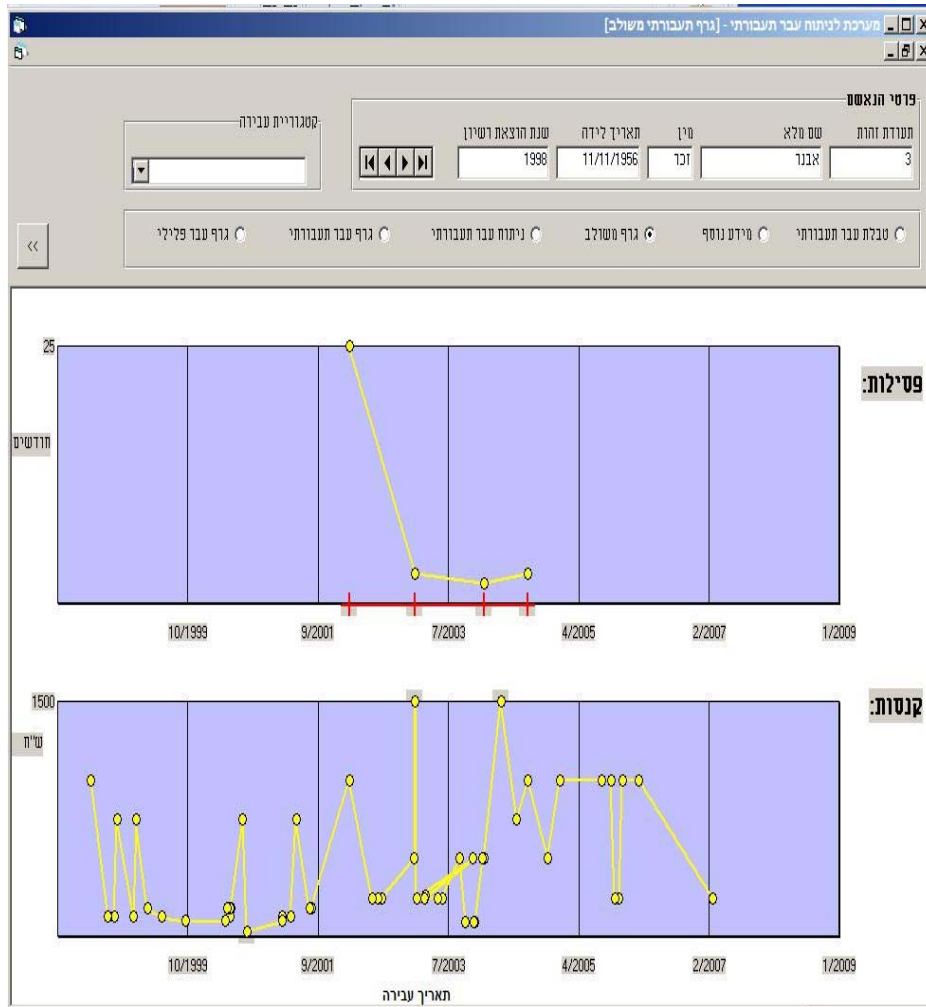 מערכת לניתוח עבר תעבורתי - [גרף תעבורתי משולב]
פרטי הנאשם
תעודת זהות שם מלא מין תאריך לידה שנת הוצאת רשיון
3 אבנר זכר 11/11/1956 1998
קטגוריית עבירה
טבלת עבר תעבורתי מידע נוסף גרף משולב ניתוח עבר תעבורתי גרף עבר תעבורתי גרף עבר פלילי
>>
פסילות:
25
חודשים
10/1999 9/2001 7/2003 4/2005 2/2007 1/2009
קנסות:
1500
ש"ח
10/1999 9/2001 7/2003 4/2005 2/2007 1/2009
תאריך עבירה